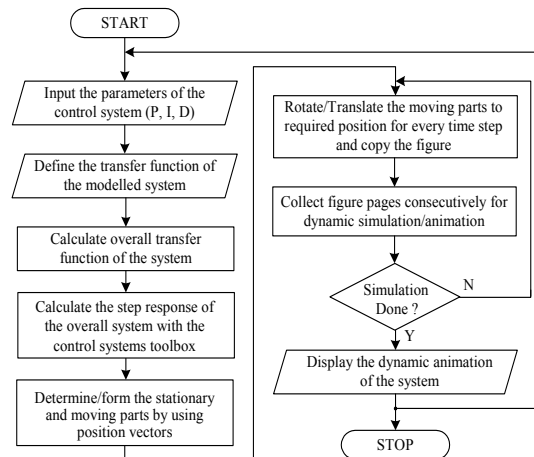 START
Input the parameters of the
control system (P, I, D)
Define the transfer function of
the modelled system
Calculate overall transfer
function of the system
Calculate the step response of
the overall system with the
control systems toolbox
Determine/form the stationary
and moving parts by using
position vectors
Rotate/Translate the moving parts to
required position for every time step
and copy the figure
Collect figure pages consecutively for
dynamic simulation/animation
Simulation
Done ?
N
Y
Display the dynamic animation
of the system
STOP